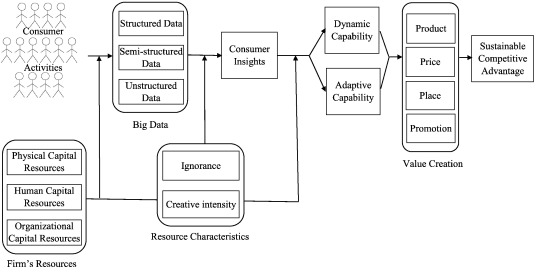 Consumer
Activities
Structured Data
Semi-structured
Data
Unstructured
Data
Big Data
Consumer
Insights
Dynamic
Capability
Adaptive
Capability
Product
Price
Place
Promotion
Value Creation
Sustainable
Competitive
Advantage
Physical Capital
Resources
Human Capital
Resources
Organizational
Capital Resources
Firm's Resources
Ignorance
Creative intensity
Resource Characteristics